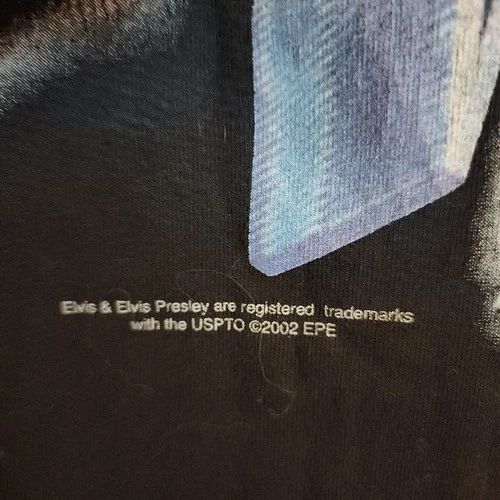 Elvis & Elvis Presley are registered trademarks
with the USPTO ©2002 EPE